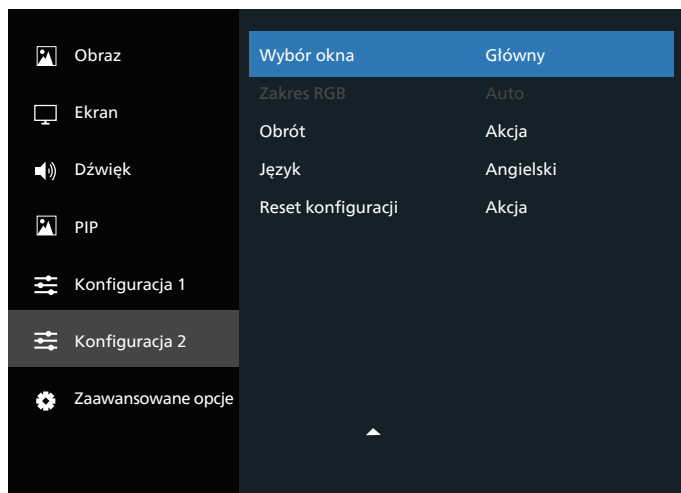 Obraz
Ekran
Dźwięk
PIP
Konfiguracja 1
Konfiguracja 2
Zaawansowane opcje
Wybór okna Główny
Zakres RGB Auto
Obrót Akcja
Język Angielski
Reset konfiguracji Akcja